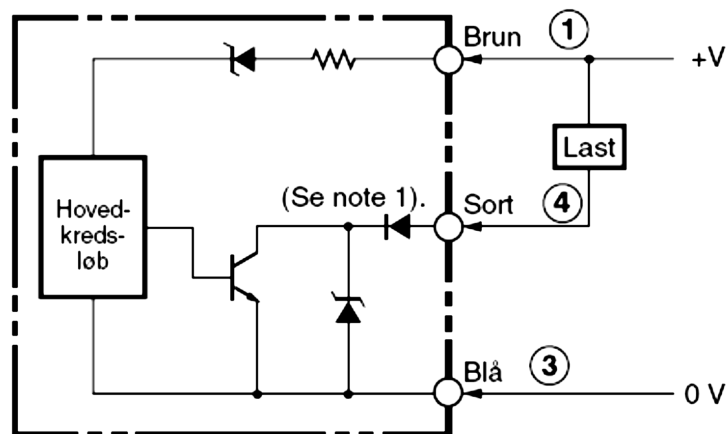 Brun
1
+V
Last
(Se note 1).
Sort
4
Hoved-
kreds-
løb
Blå
3
0 V